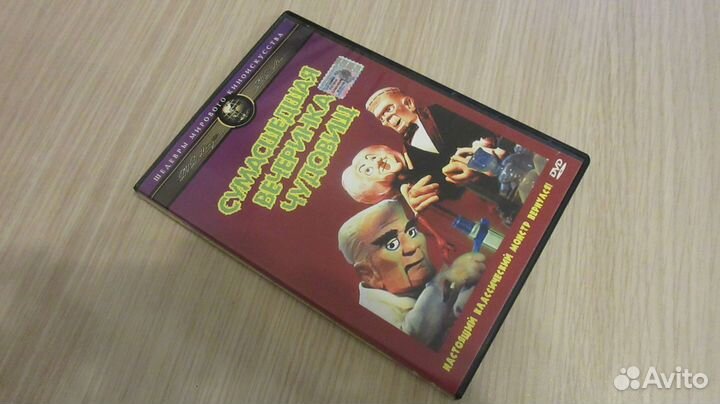 ШЕДЕВРЫ МИРОВОГО КИНОИСКУССТВА
СУМАСШЕДШАЯ
ВЕЧЕРИНКА
ЧУДОВИЩ
DVD
НАСТОЯЩИЙ КЛАССИЧЕСКИЙ МОНСТР ВЕРНУЛСЯ!
Avito